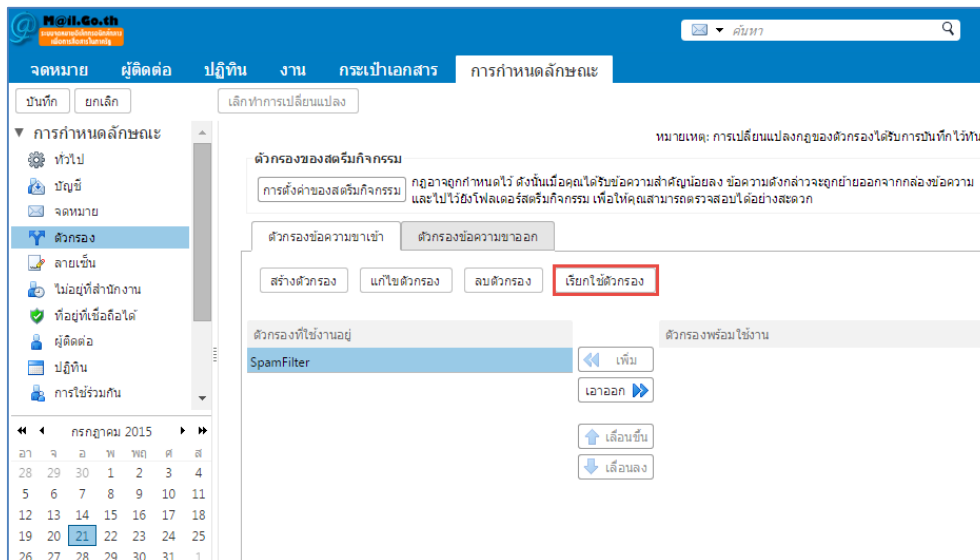 M@il.Go.th
ค้นหา
จดหมาย ผู้ติดต่อ ปฏิทิน งาน กระเป๋าเอกสาร การกำหนดลักษณะ
บันทึก ยกเลิก เลิกทำการเปลี่ยนแปลง
การกำหนดลักษณะ
ทั่วไป
บัญชี
จดหมาย
ตัวกรอง
ลายเซ็น
ไม่อยู่ที่สำนักงาน
ที่อยู่ที่เชื่อถือได้
ผู้ติดต่อ
ปฏิทิน
การใช้ร่วมกัน
กรกฎาคม 2015
อา จ อ พ พฤ ศ ส
28 29 30 1 2 3 4
5 6 7 8 9 10 11
12 13 14 15 16 17 18
19 20 21 22 23 24 25
26 27 28 29 30 31 1
หมายเหตุ: การเปลี่ยนแปลงกฎของตัวกรองได้รับการบันทึกไว้ทัน
ตัวกรองของสตรีมกิจกรรม
การตั้งค่าของสตรีมกิจกรรม
กฎอาจถูกกำหนดไว้ ดังนั้นเมื่อคุณได้รับข้อความสำคัญน้อยลง ข้อความดังกล่าวจะถูกย้ายออกจากกล่องข้อความ
และไปไว้ยังโฟลเดอร์สตรีมกิจกรรม เพื่อให้คุณสามารถตรวจสอบได้อย่างสะดวก
ตัวกรองข้อความขาเข้า ตัวกรองข้อความขาออก
สร้างตัวกรอง แก้ไขตัวกรอง ลบตัวกรอง เรียกใช้ตัวกรอง
ตัวกรองที่ใช้งานอยู่ ตัวกรองพร้อมใช้งาน
SpamFilter
เพิ่ม
เอาออก
เลื่อนขึ้น
เลื่อนลง